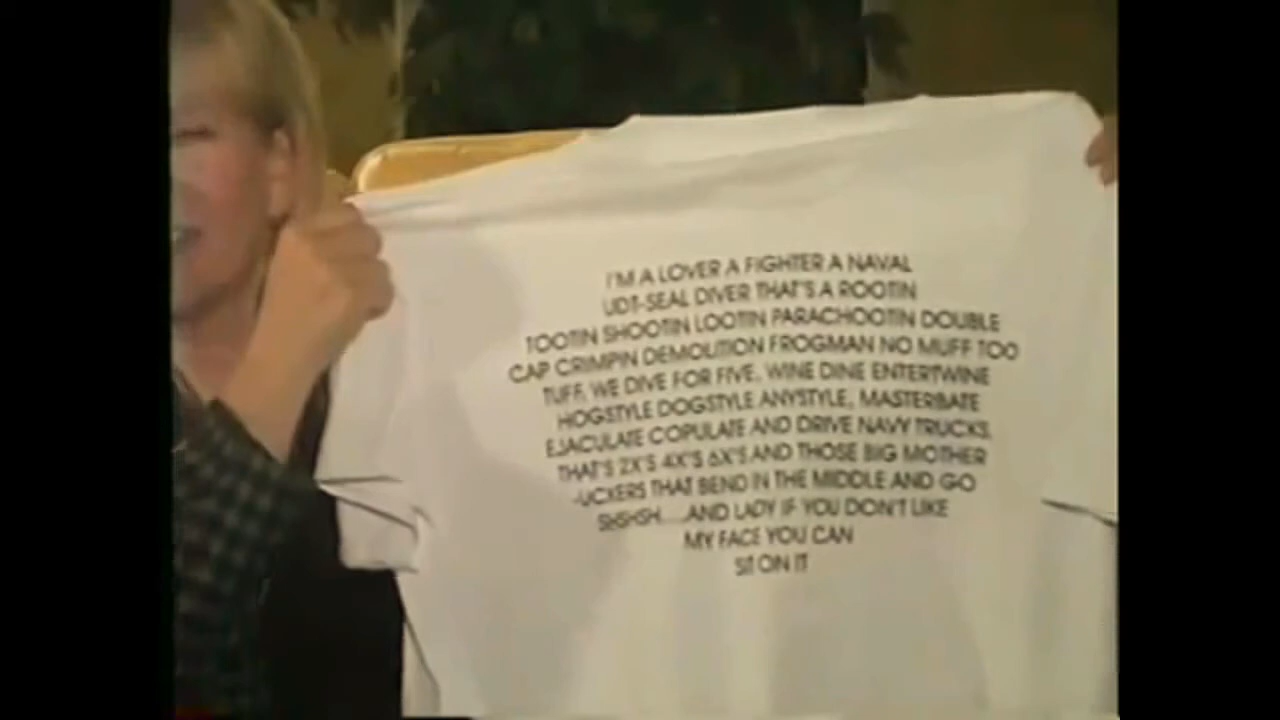 I'M A LOVER A FIGHTER A NAVAL
UDT-SEAL DIVER THAT'S A ROOTIN
TOOTIN SHOOTIN LOOTIN PARACHOOTIN DOUBLE
CAP CRIMPIN DEMOLITION FROGMAN NO MUFF TOO
TUFF, WE DIVE FOR FIVE, WINE DINE ENTERTWINE
HOGSTYLE DOGSTYLE ANYSTYLE, MASTERBATE
EJACULATE COPULATE AND DRIVE NAVY TRUCKS,
THAT'S 2X'S 4X'S 6X'S AND THOSE BIG MOTHER
-UCKERS THAT BEND IN THE MIDDLE AND GO
SHSHSH....AND LADY IF YOU DON'T LIKE
MY FACE YOU CAN
SIT ON IT